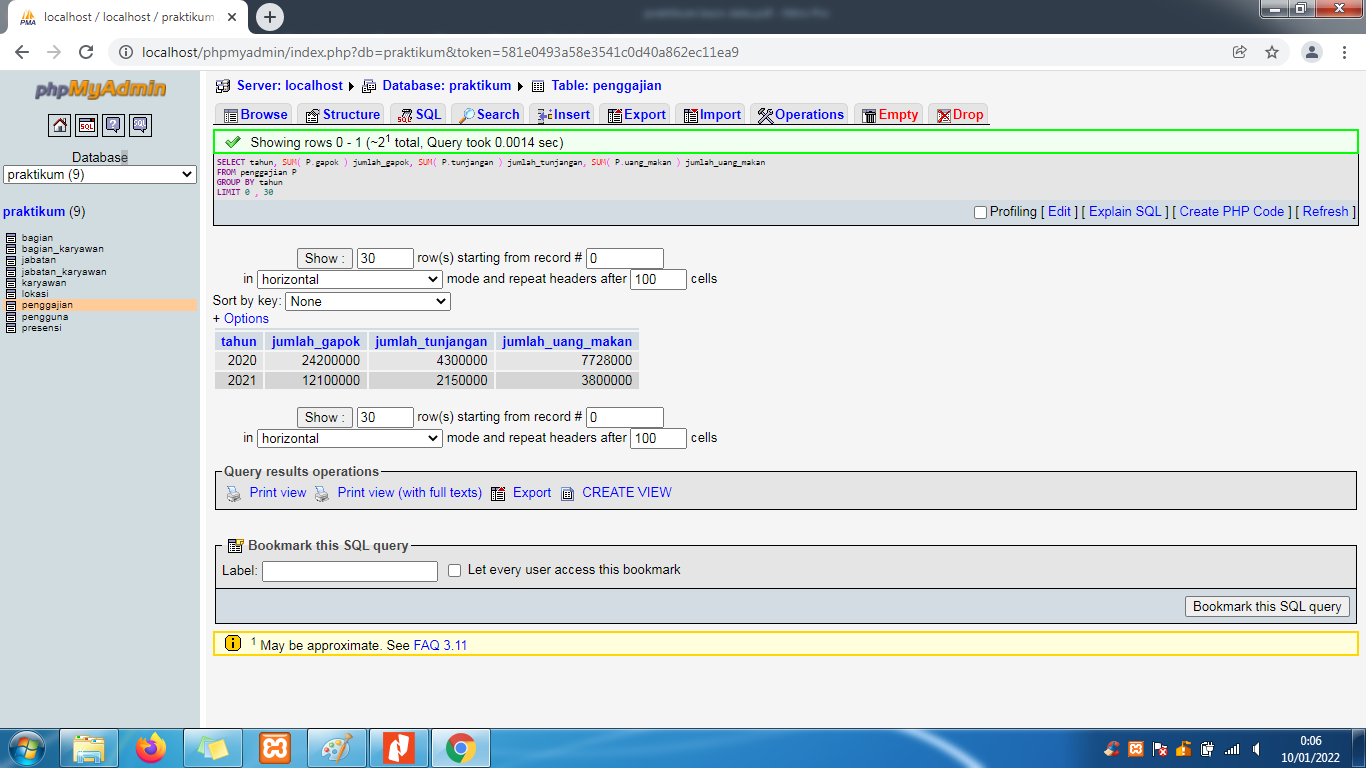 localhost / localhost / praktikum
localhost/phpmyadmin/index.php?db=praktikum&token=581e0493a58e3541c0d40a862ec11ea9
phpMyAdmin
Database
praktikum (9)
praktikum (9)
bagian
bagian_karyawan
jabatan
jabatan_karyawan
karyawan
lokasi
penggajian
pengguna
presensi
Server: localhost Database: praktikum Table: penggajian
Browse Structure SQL Search Insert Export Import Operations Empty Drop
Showing rows 0 - 1 (~2¹ total, Query took 0.0014 sec)
SELECT tahun, SUM( P.gapok ) jumlah_gapok, SUM( P.tunjangan ) jumlah_tunjangan, SUM( P.uang_makan ) jumlah_uang_makan
FROM penggajian P
GROUP BY tahun
LIMIT 0 , 30
Profiling [ Edit ] [ Explain SQL ] [ Create PHP Code ] [ Refresh ]
Show : 30 row(s) starting from record # 0
in horizontal mode and repeat headers after 100 cells
Sort by key: None
+ Options
tahun jumlah_gapok jumlah_tunjangan jumlah_uang_makan
2020 24200000 4300000 7728000
2021 12100000 2150000 3800000
Show : 30 row(s) starting from record # 0
in horizontal mode and repeat headers after 100 cells
Query results operations
Print view Print view (with full texts) Export CREATE VIEW
Bookmark this SQL query
Label: Let every user access this bookmark
Bookmark this SQL query
¹ May be approximate. See FAQ 3.11
0:06
10/01/2022